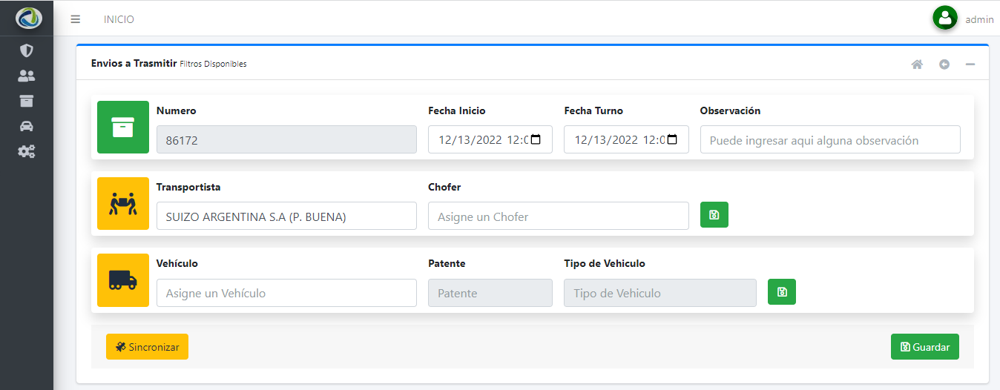 INICIO
admin
Envios a Trasmitir Filtros Disponibles
Numero
Fecha Inicio
Fecha Turno
Observación
86172
12/13/2022 12:0
12/13/2022 12:0
Puede ingresar aqui alguna observación
Transportista
Chofer
SUIZO ARGENTINA S.A (P. BUENA)
Asigne un Chofer
Vehículo
Patente
Tipo de Vehiculo
Asigne un Vehículo
Patente
Tipo de Vehiculo
Sincronizar
Guardar